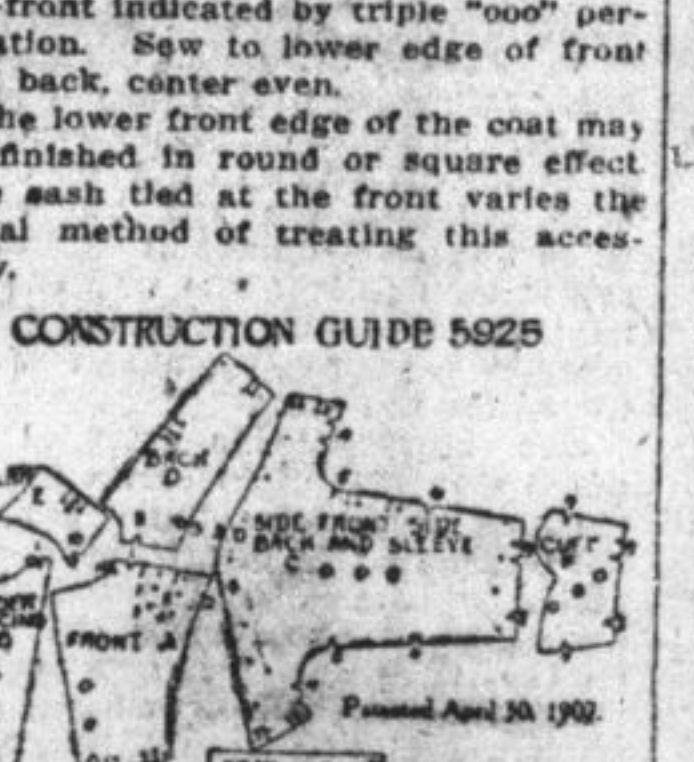 -front indicated by triple "ooo" per-
ation. Sew to lower edge of front
back, center even.
he lower front edge of the coat may
finished in round or square effect.
sash tied at the front varies the
al method of treating this acces-
y.
CONSTRUCTION GUIDE 5925
BACK
D
SIDE FRONT SIDE
BACK AND SLEEVE
C
CUFF
FRONT A
Patented April 30, 1907.